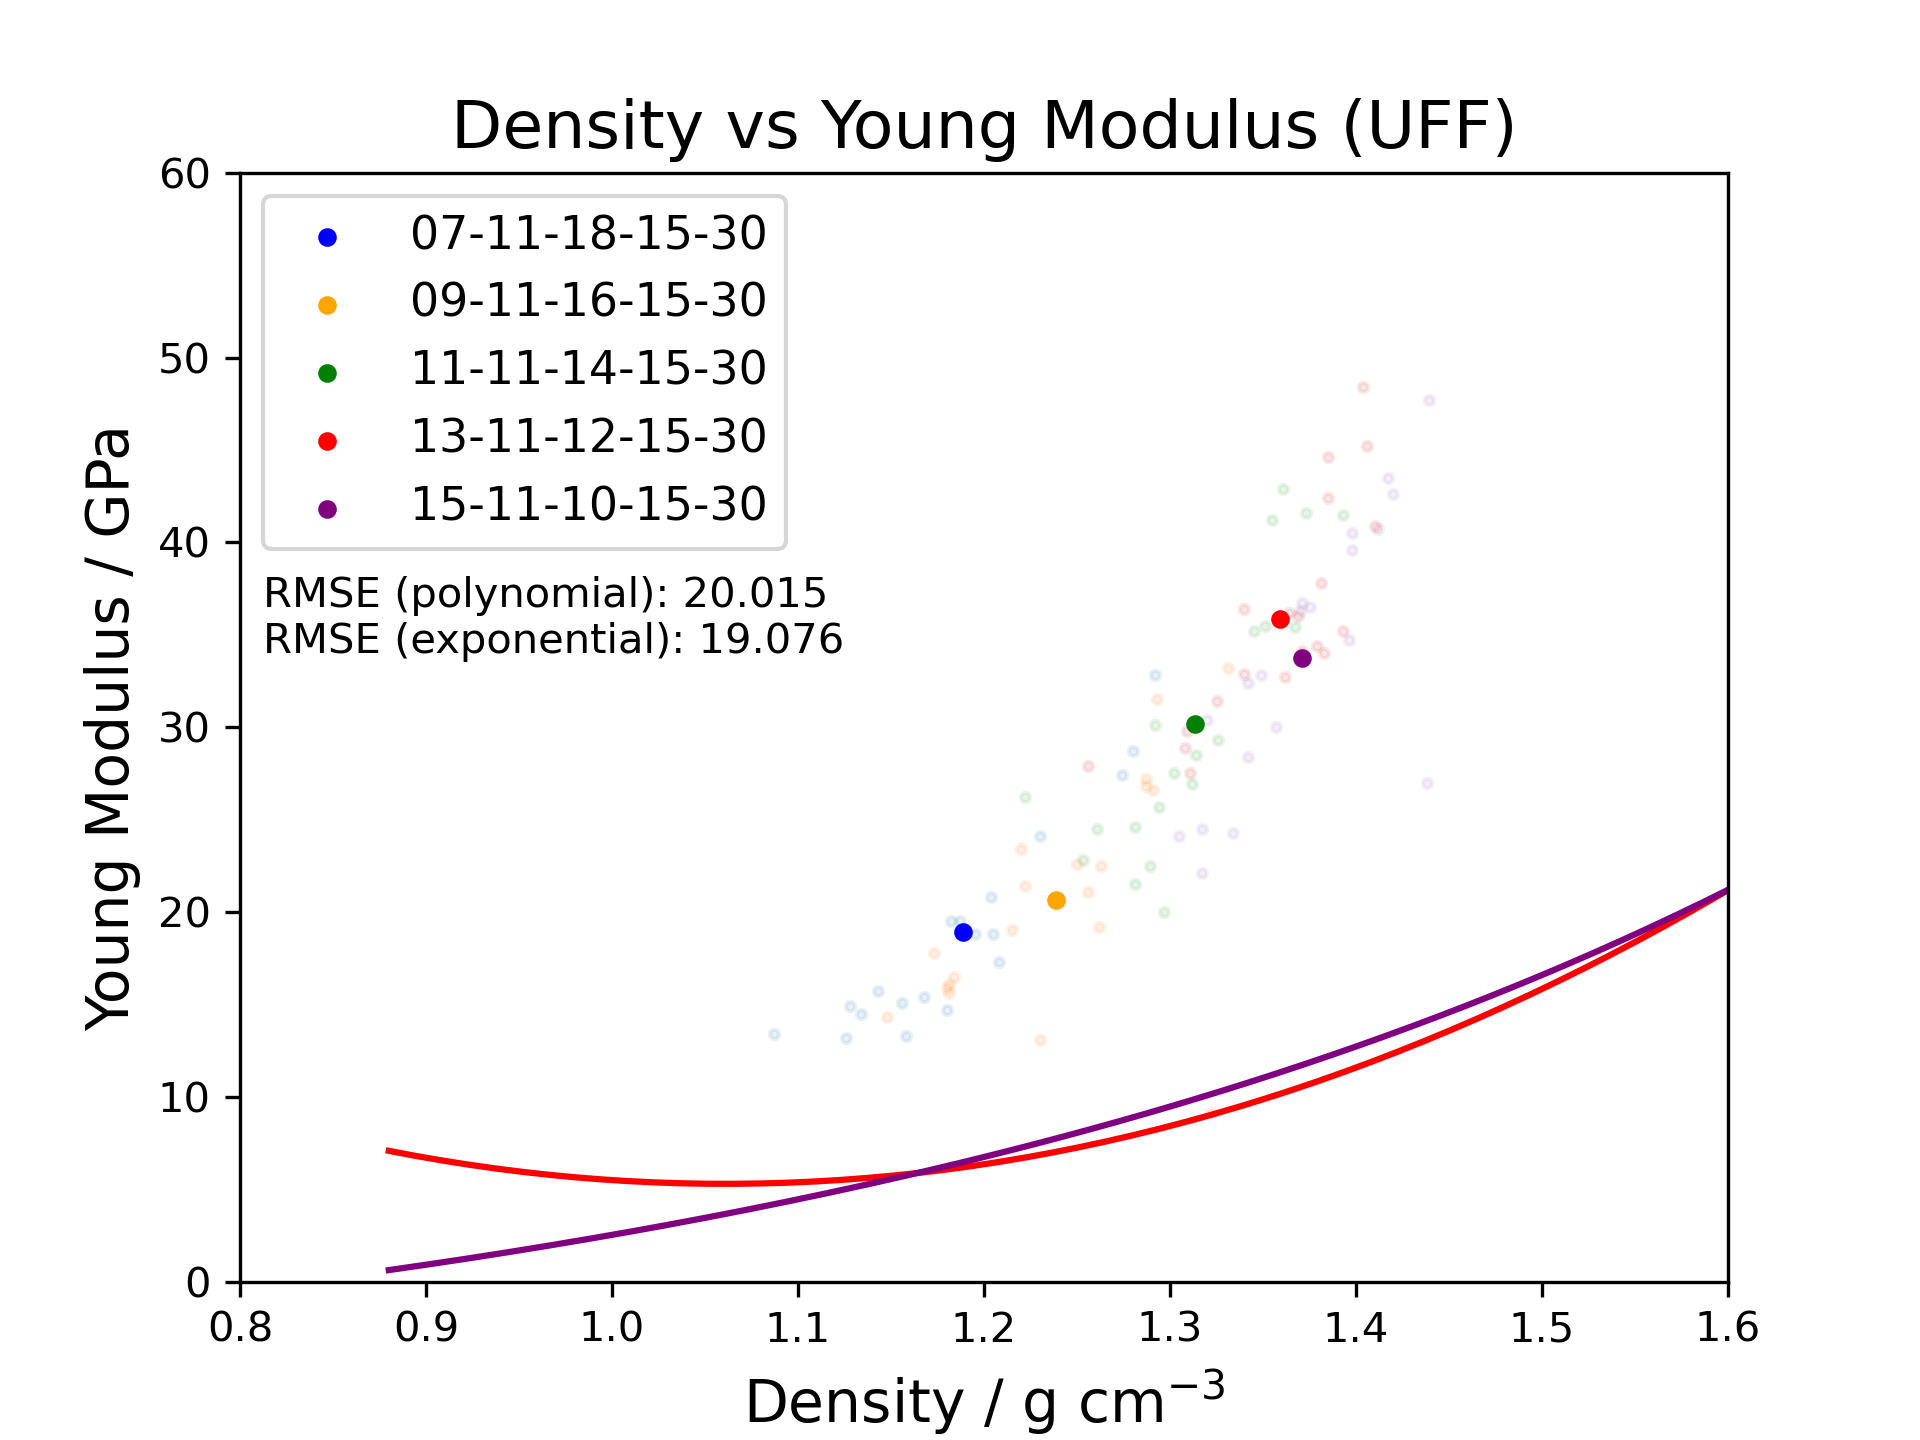 Density vs Young Modulus (UFF)
60
50
40
30
20
10
0
Young Modulus / GPa
07-11-18-15-30
09-11-16-15-30
11-11-14-15-30
13-11-12-15-30
15-11-10-15-30
RMSE (polynomial): 20.015
RMSE (exponential): 19.076
0.8 0.9 1.0 1.1 1.2 1.3 1.4 1.5 1.6
Density / g cm⁻³